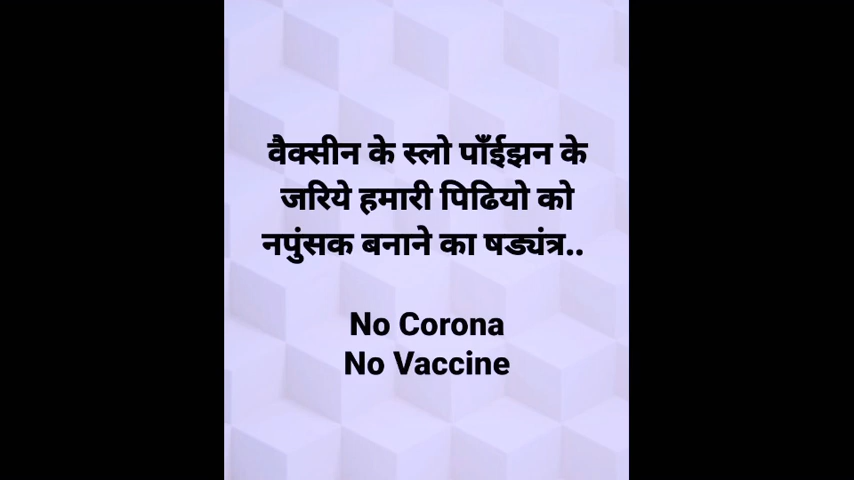 वैक्सीन के स्लो पाँईझन के
जरिये हमारी पिढियो को
नपुंसक बनाने का षड्यंत्र..
No Corona
No Vaccine